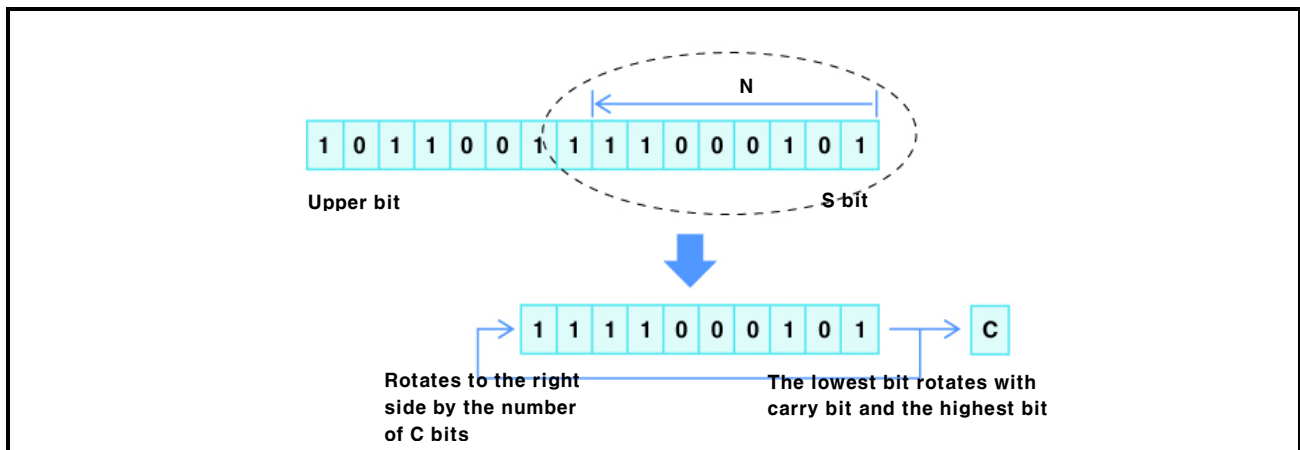 N
1 0 1 1 0 0 1 1 1 1 0 0 0 1 0 1
Upper bit
S bit
1 1 1 1 0 0 0 1 0 1
C
Rotates to the right
side by the number
of C bits
The lowest bit rotates with
carry bit and the highest bit